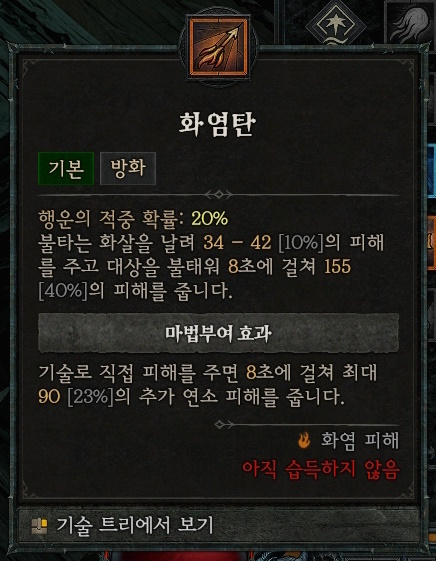 화염탄
기본 방화
행운의 적중 확률: 20%
불타는 화살을 날려 34 – 42 [10%]의 피해
를 주고 대상을 불태워 8초에 걸쳐 155
[40%]의 피해를 줍니다.
마법부여 효과
기술로 직접 피해를 주면 8초에 걸쳐 최대
90 [23%]의 추가 연소 피해를 줍니다.
화염 피해
아직 습득하지 않음
기술 트리에서 보기